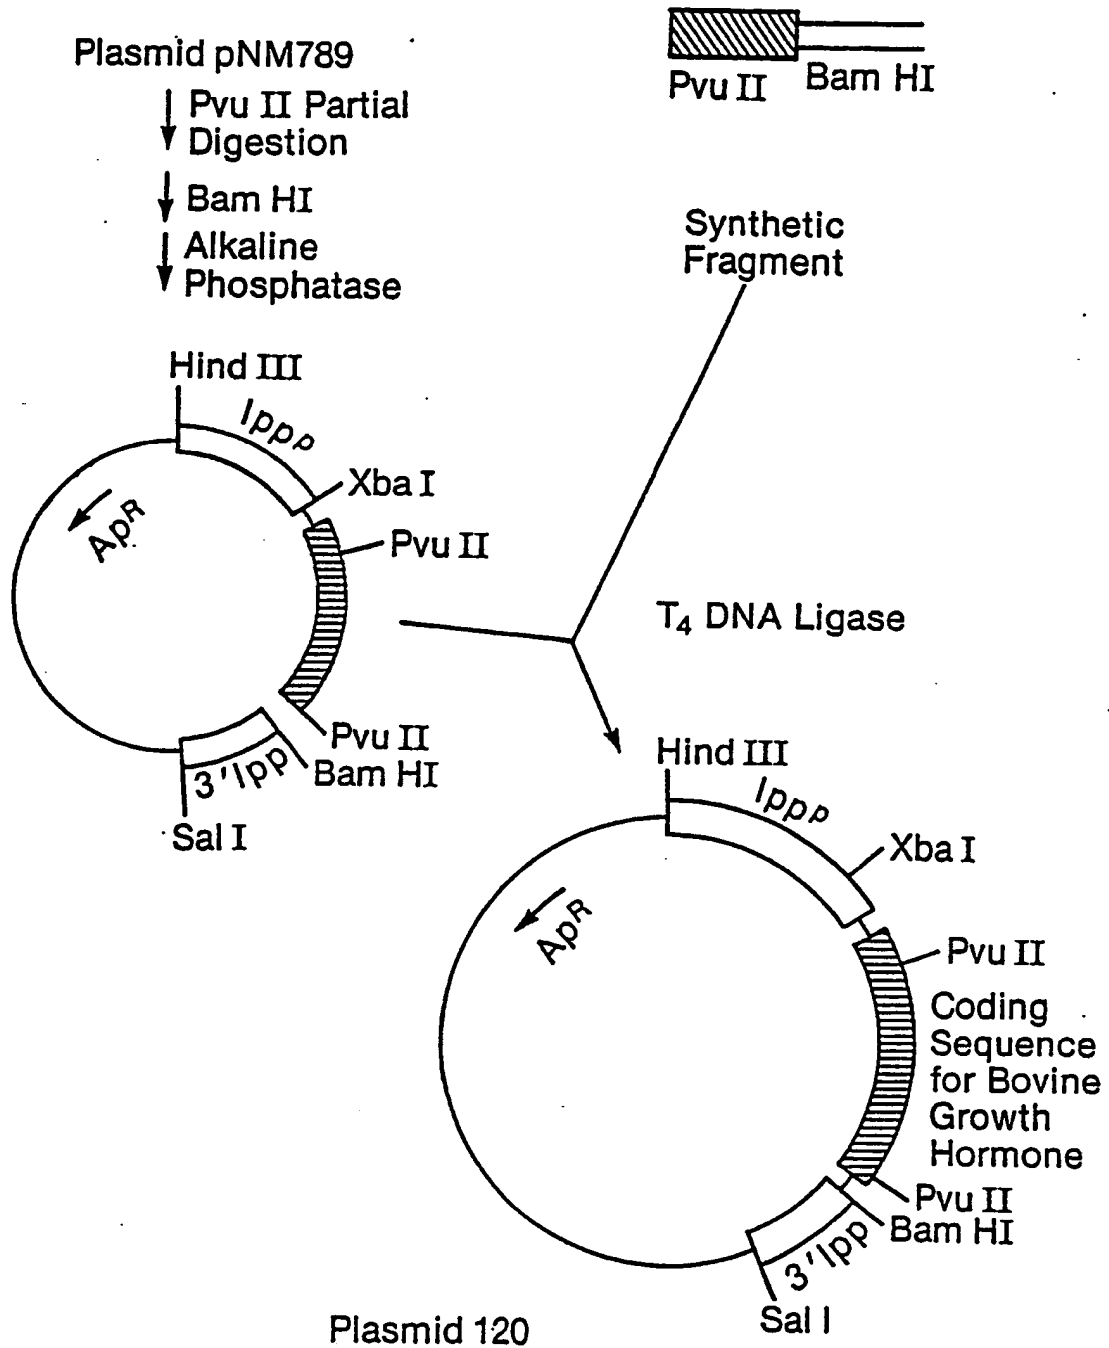 Plasmid pNM789
Pvu II Partial
Digestion
Bam HI
Alkaline
Phosphatase
Pvu II
Bam HI
Synthetic
Fragment
Hind III
lppp
Xba I
ApR
Pvu II
Pvu II
Bam HI
3'lpp
Sal I
T4 DNA Ligase
Hind III
lppp
Xba I
ApR
Pvu II
Coding
Sequence
for Bovine
Growth
Hormone
Pvu II
Bam HI
3'lpp
Sal I
Plasmid 120